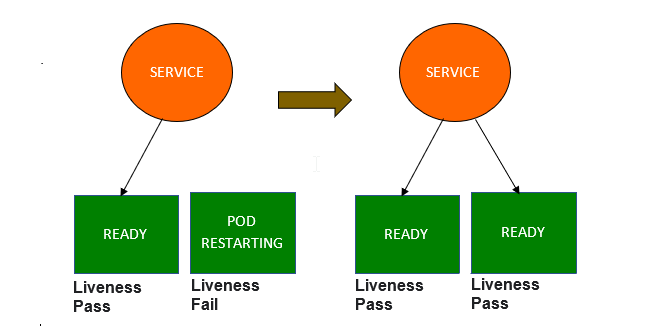 SERVICE
SERVICE
READY
POD
RESTARTING
READY
READY
Liveness
Pass
Liveness
Fail
Liveness
Pass
Liveness
Pass